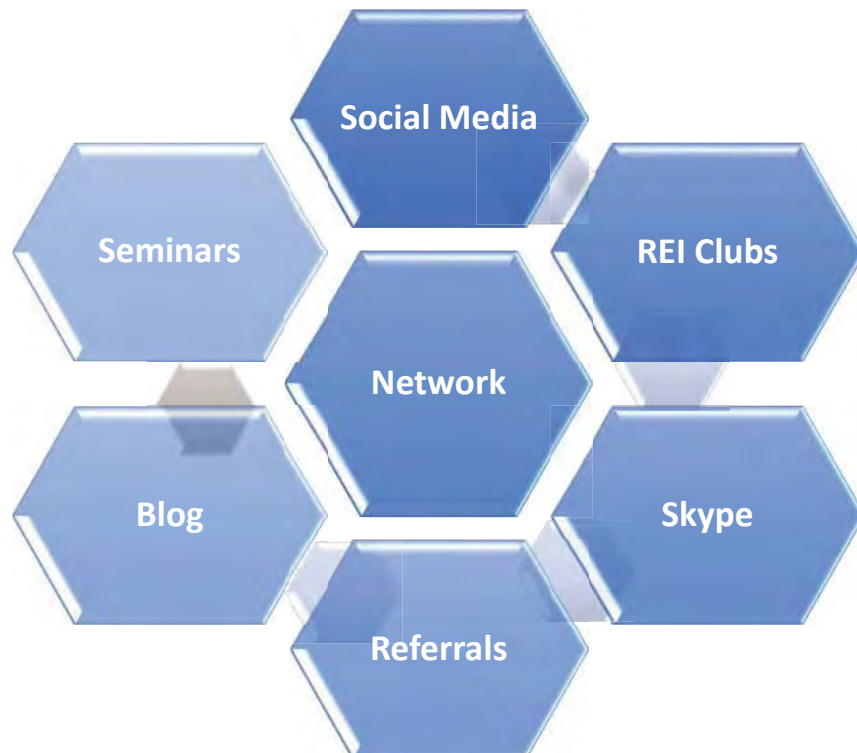 Social Media
Seminars
REI Clubs
Network
Blog
Skype
Referrals